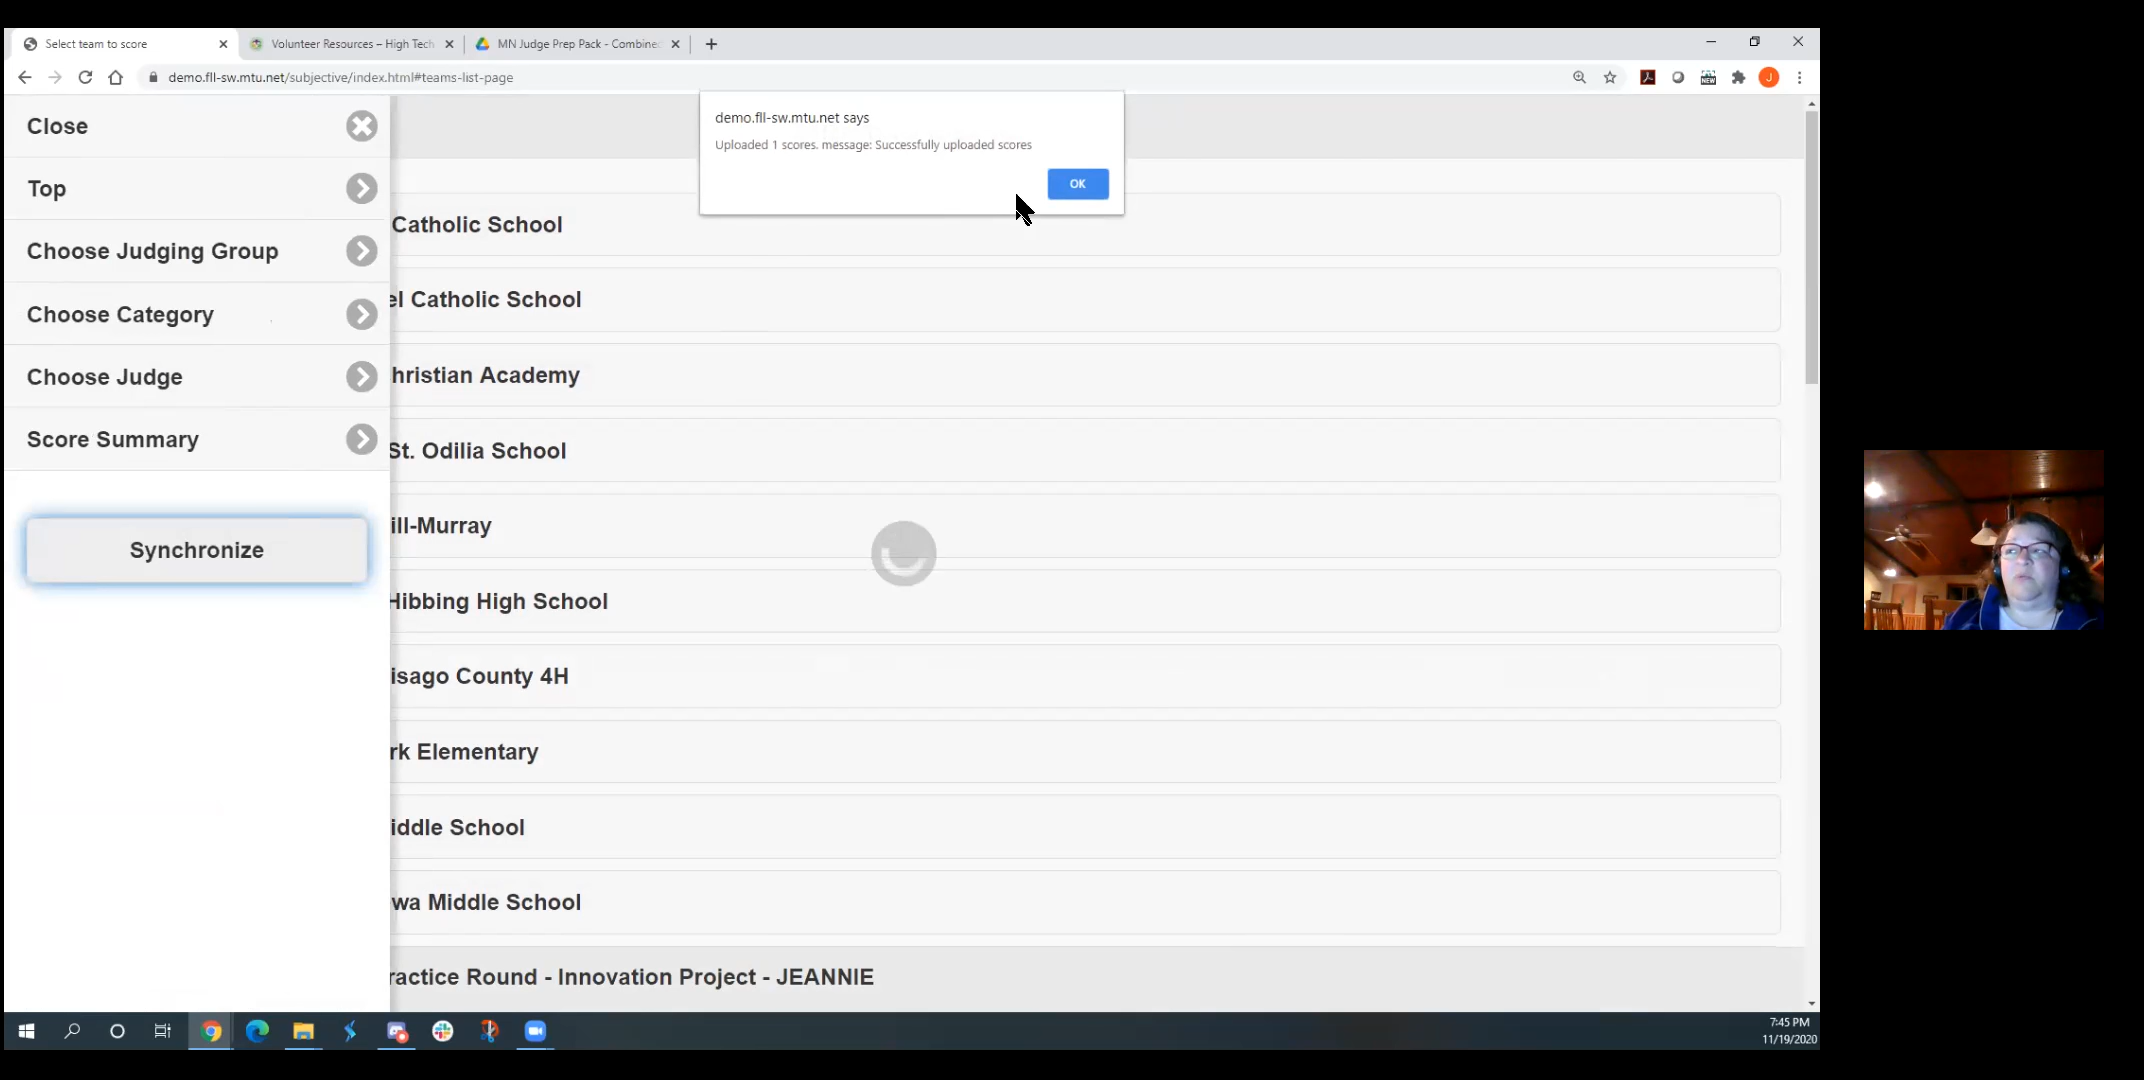 Select team to score
Volunteer Resources – High Tech
MN Judge Prep Pack - Combine
demo.fll-sw.mtu.net/subjective/index.html#teams-list-page
J
demo.fll-sw.mtu.net says
Uploaded 1 scores. message: Successfully uploaded scores
OK
Close
Top
Choose Judging Group
Choose Category
Choose Judge
Score Summary
Synchronize
Catholic School
el Catholic School
hristian Academy
St. Odilia School
ill-Murray
Hibbing High School
isago County 4H
rk Elementary
iddle School
wa Middle School
ractice Round - Innovation Project - JEANNIE
7:45 PM
11/19/2020